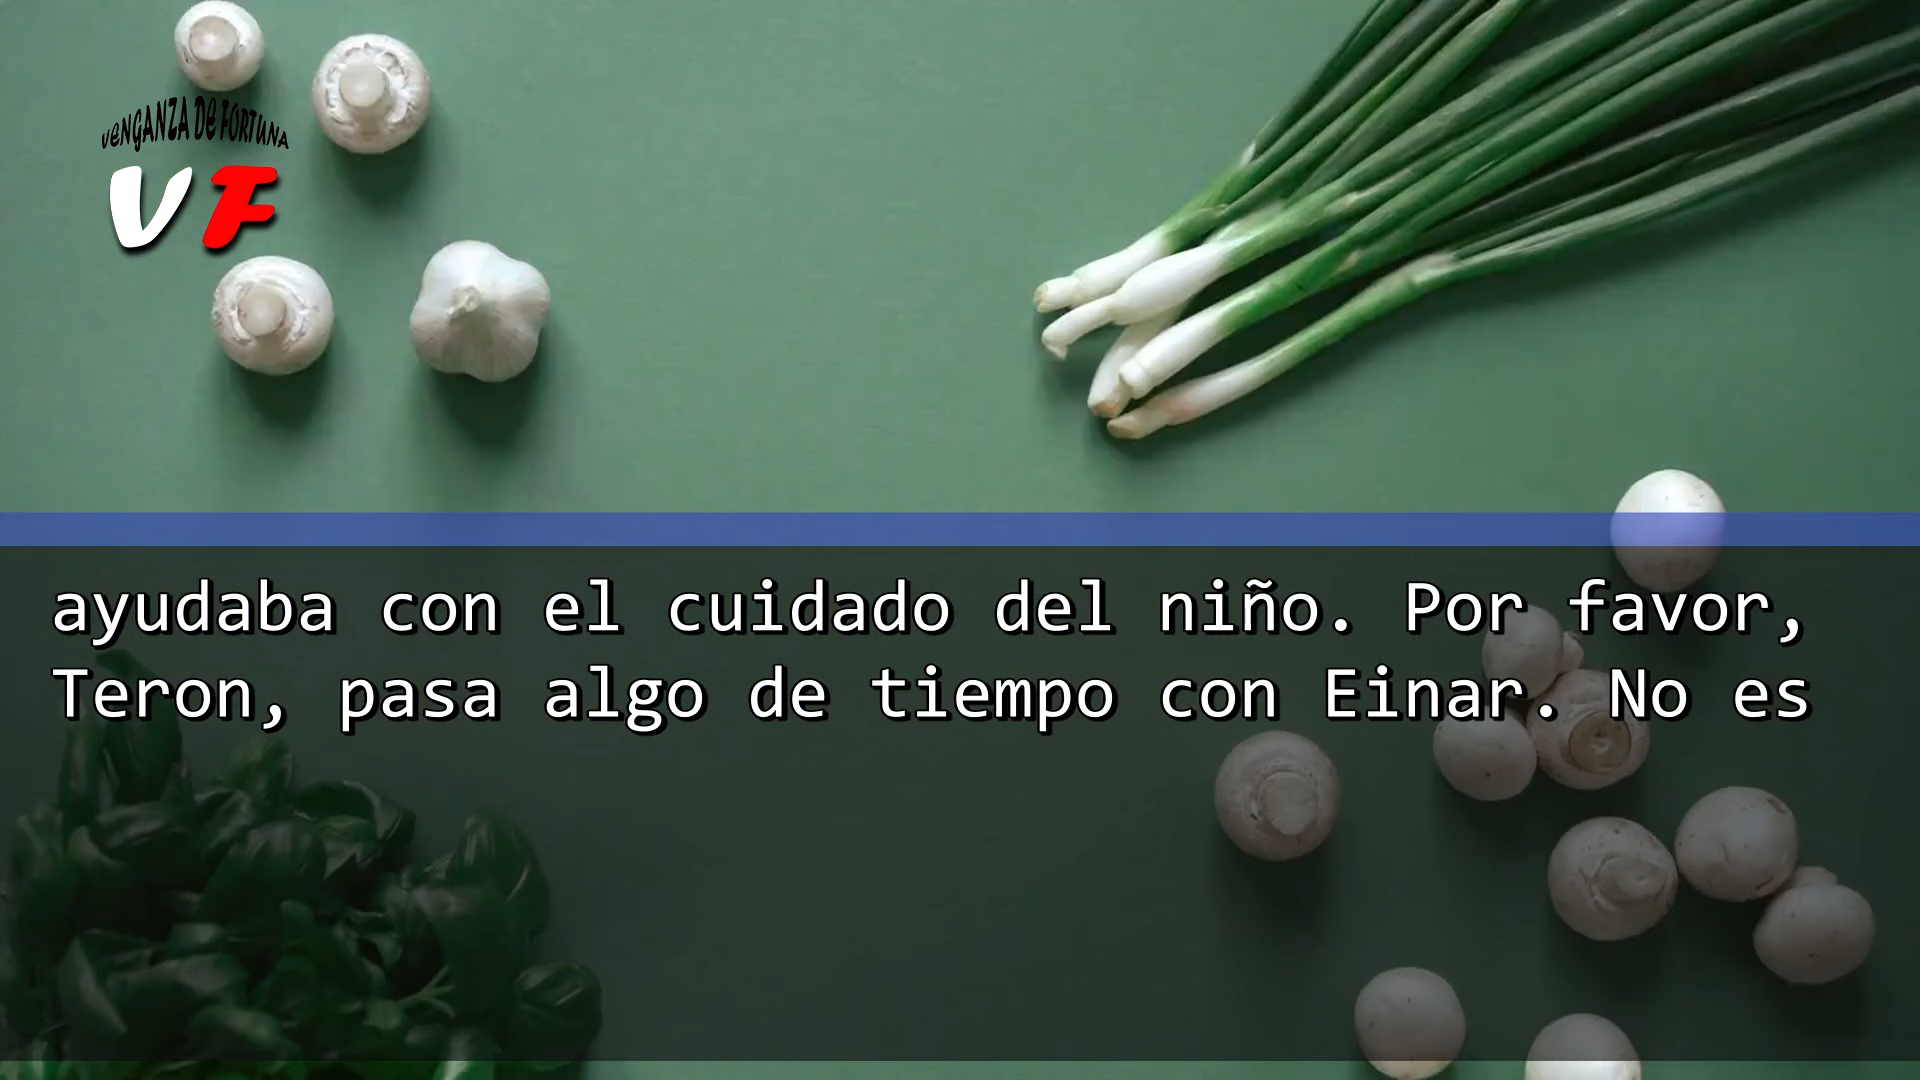 VENGANZA DE FORTUNA
VF
ayudaba con el cuidado del niño. Por favor,
Teron, pasa algo de tiempo con Einar. No es